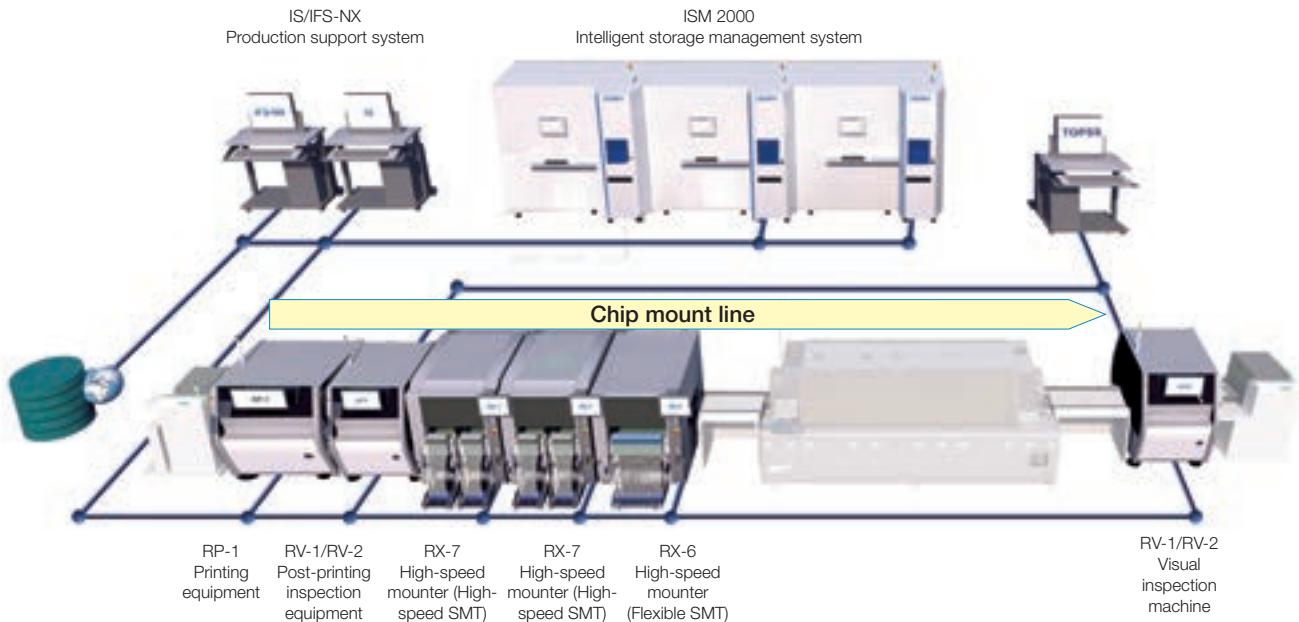 IS/IFS-NX
Production support system
ISM 2000
Intelligent storage management system
IFS-NX
IS
TOPSS
Chip mount line
RP-1
Printing
equipment
RV-1/RV-2
Post-printing
inspection
equipment
RX-7
High-speed
mounter (High-
speed SMT)
RX-7
High-speed
mounter (High-
speed SMT)
RX-6
High-speed
mounter
(Flexible SMT)
RV-1/RV-2
Visual
inspection
machine